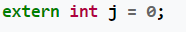 extern int j = 0;